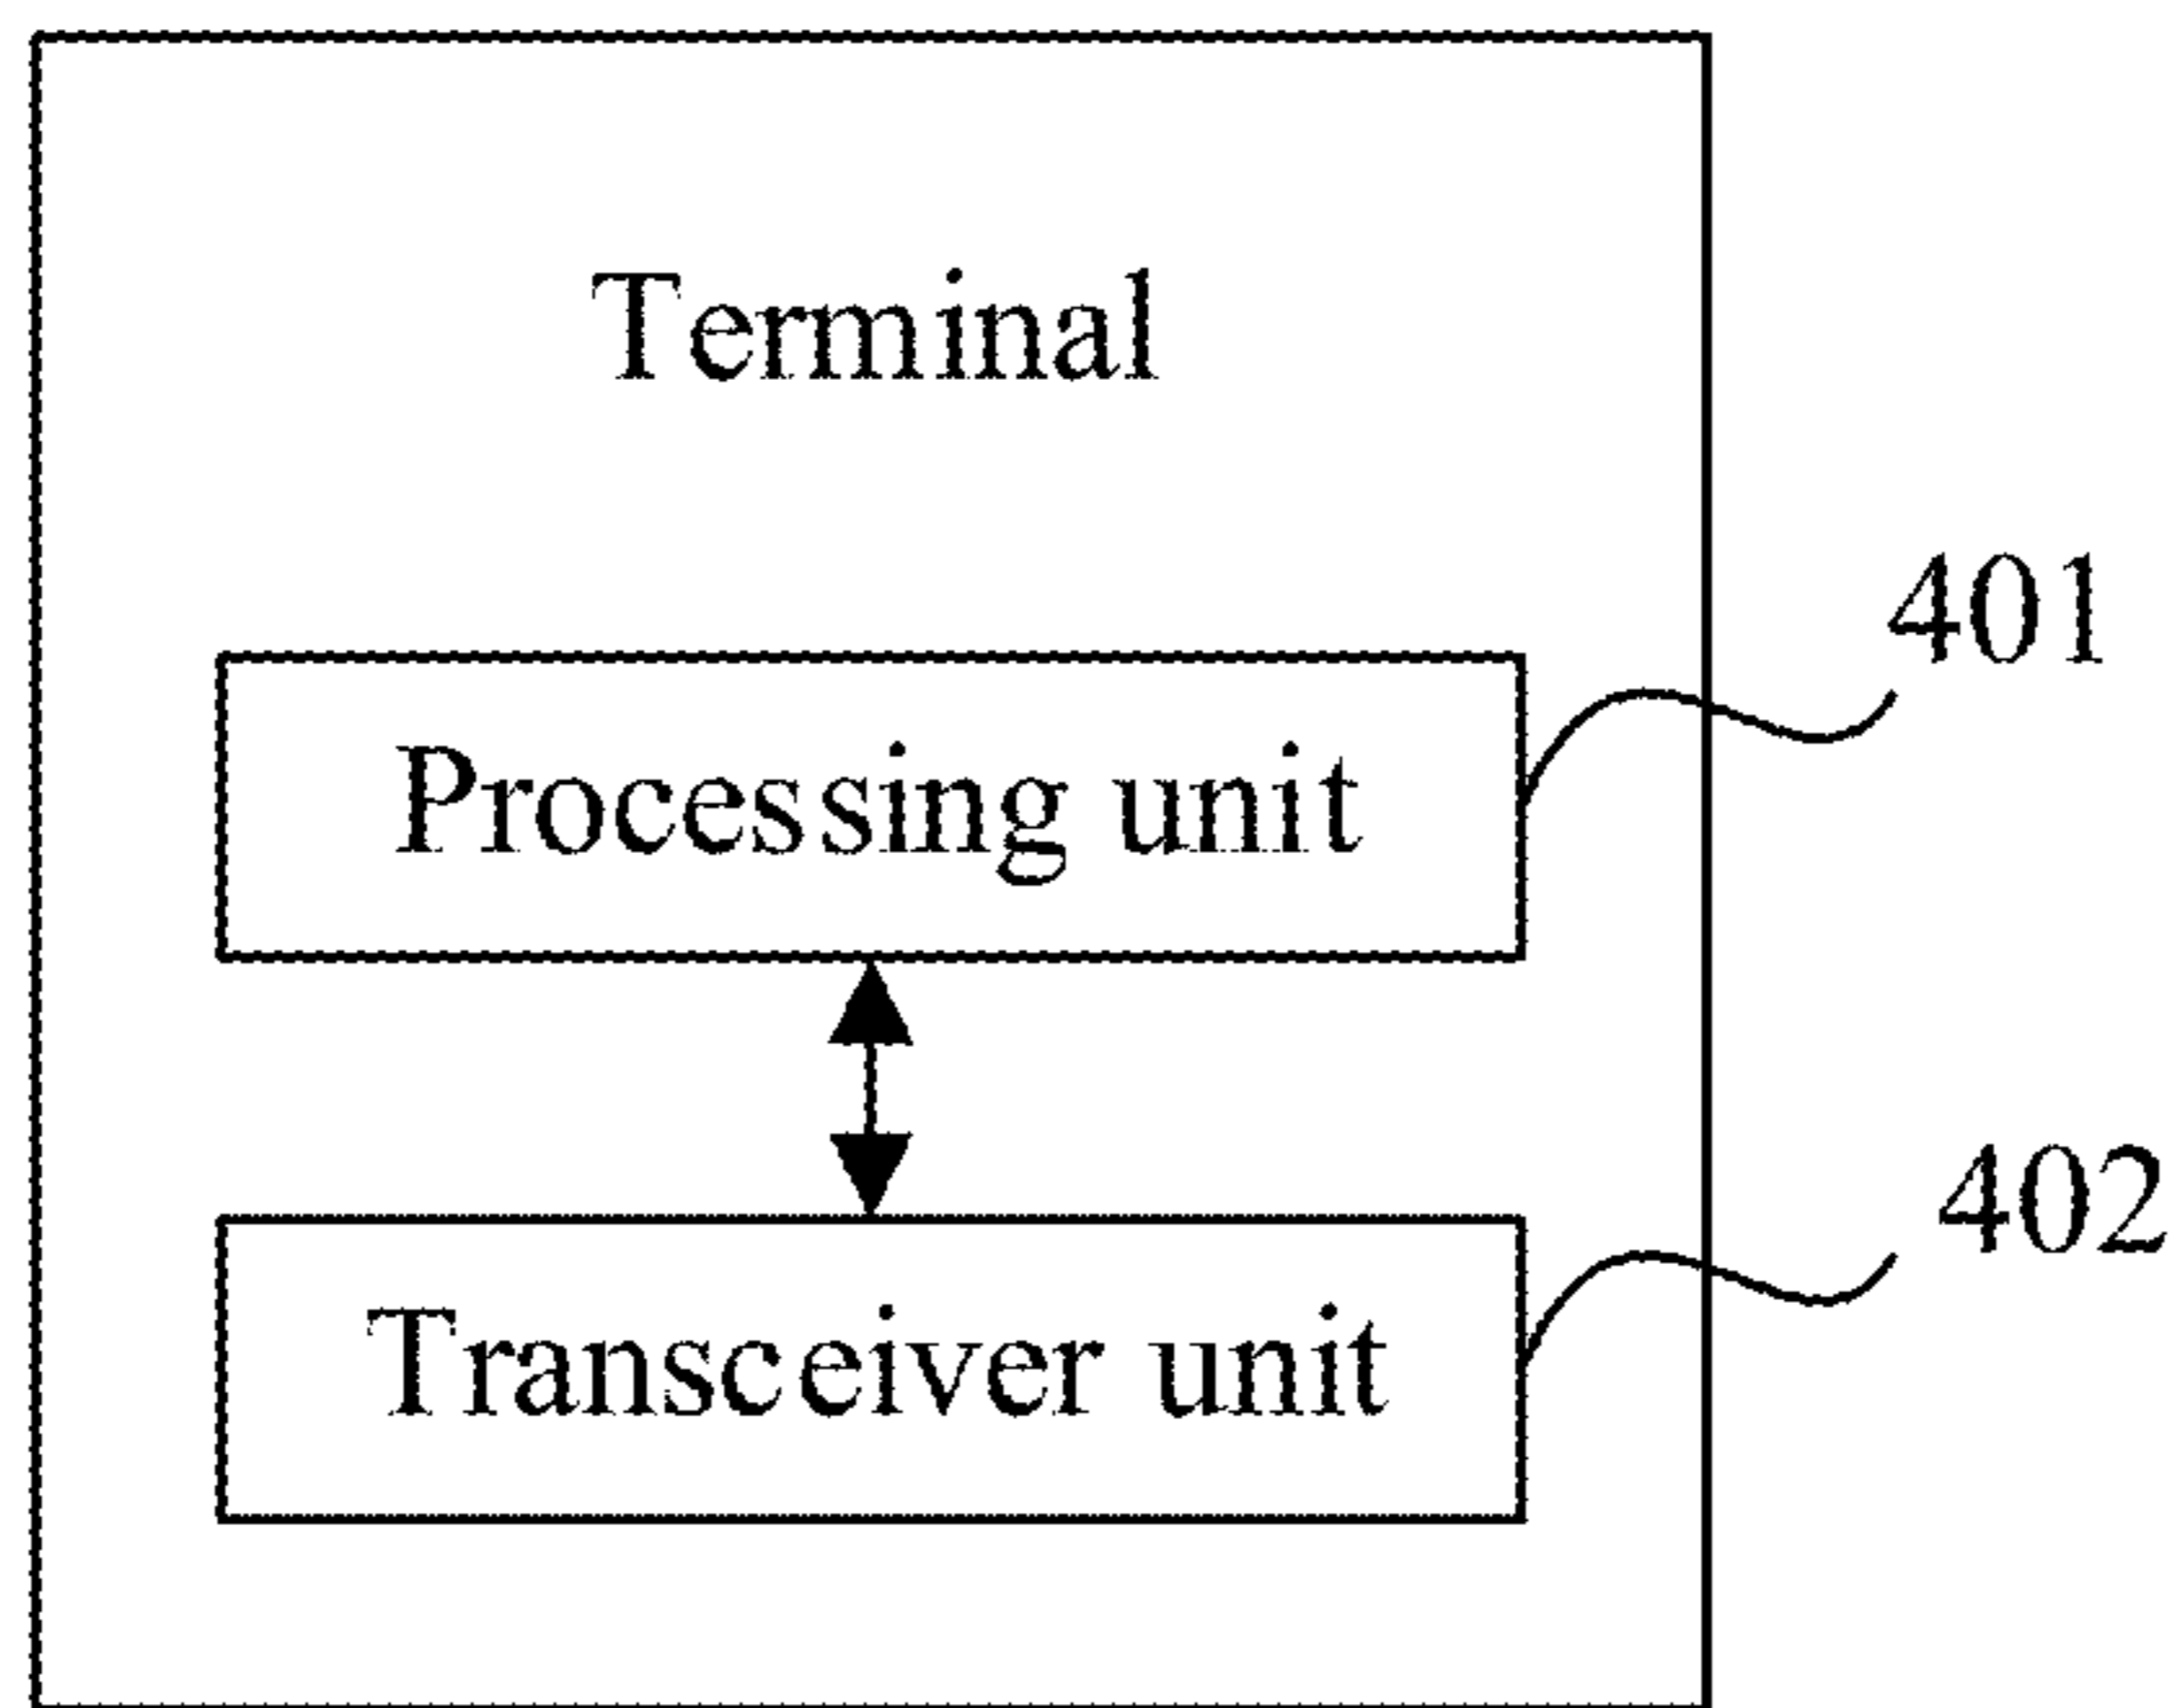 Terminal
401
Processing unit
402
Transceiver unit